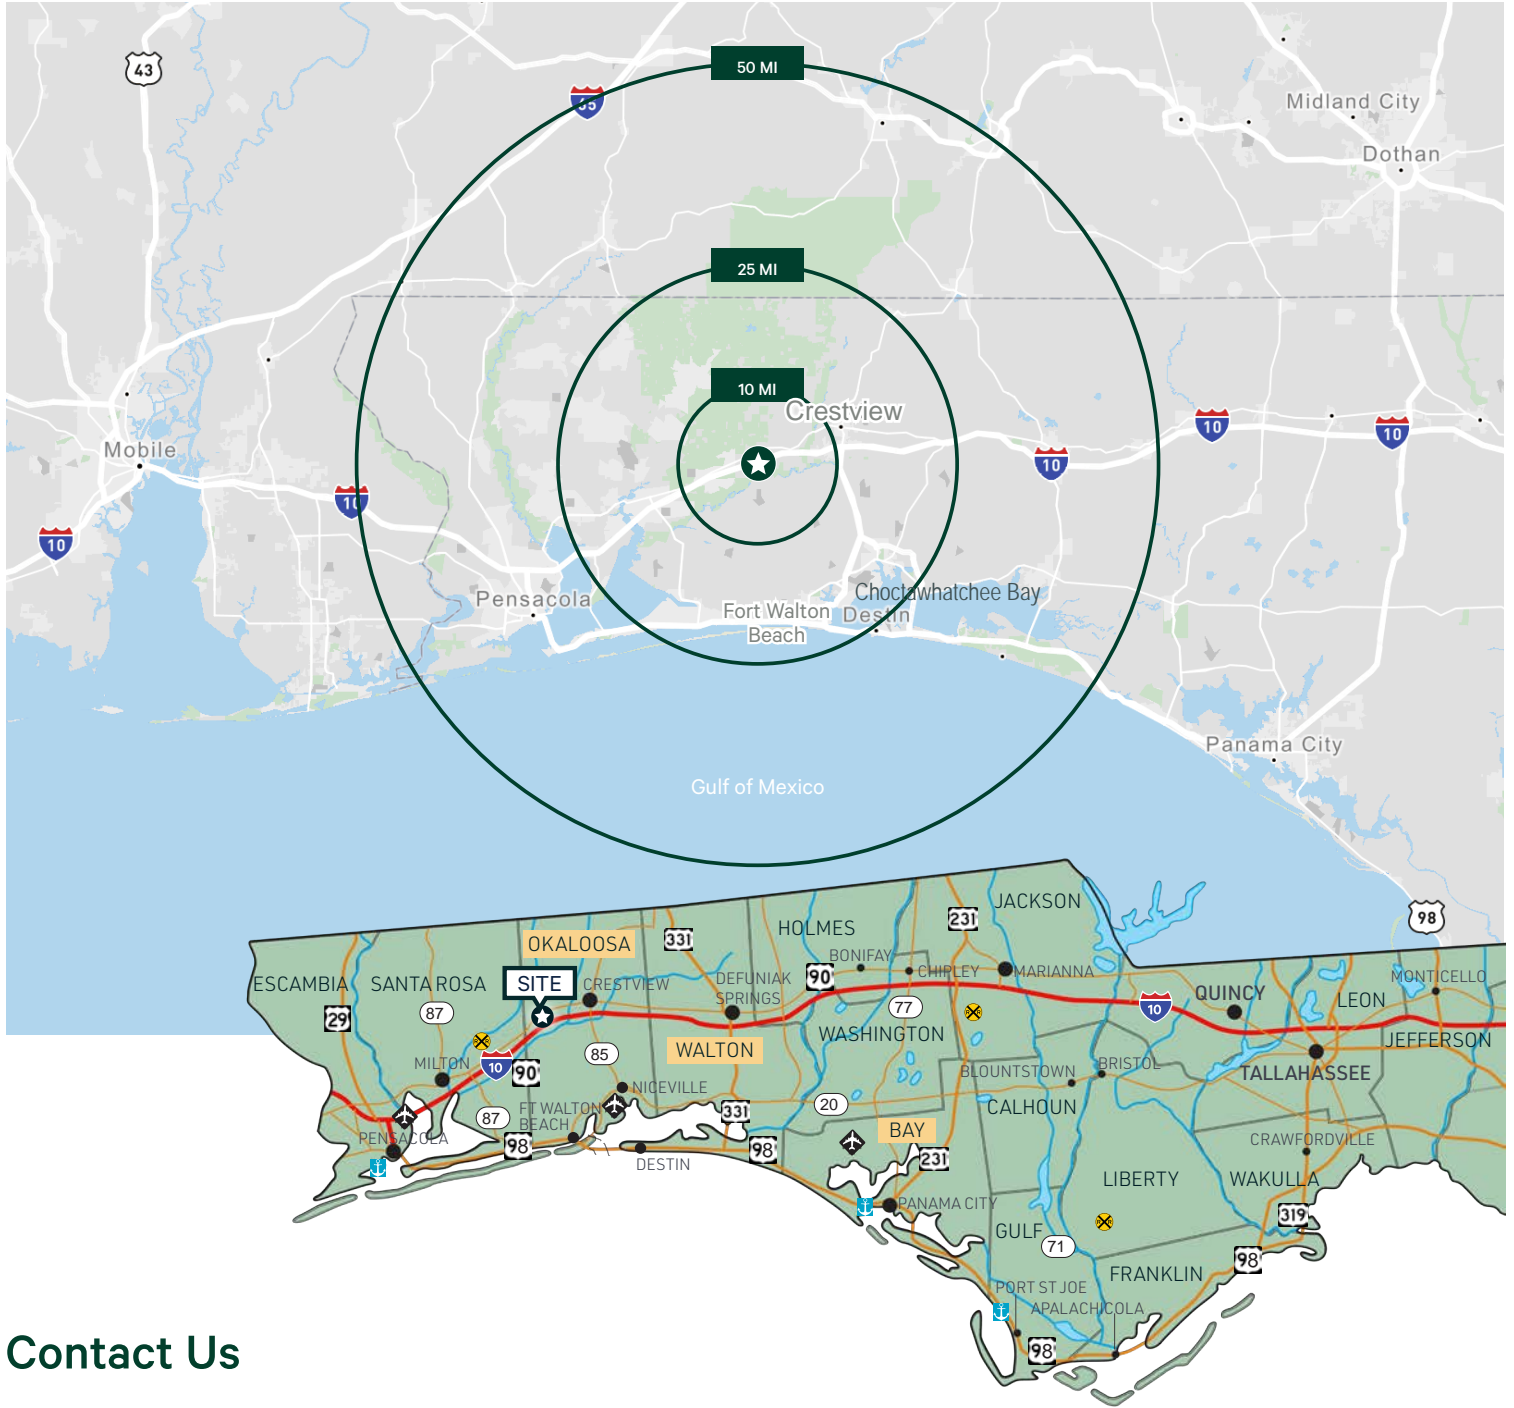 50 MI
43
65
Midland City
Dothan
25 MI
10 MI
Crestview
10
10
10
Mobile
10
10
Choctawhatchee Bay
Pensacola
Fort Walton
Beach
Destin
Panama City
Gulf of Mexico
98
JACKSON
231
HOLMES
331
OKALOOSA
BONIFAY
CHIPLEY
MARIANNA
90
ESCAMBIA
SANTA ROSA
SITE
CRESTVIEW
DEFUNIAK
SPRINGS
MONTICELLO
QUINCY
LEON
10
77
29
87
WASHINGTON
JEFFERSON
WALTON
85
MILTON
10
90
BLOUNTSTOWN
BRISTOL
TALLAHASSEE
NICEVILLE
87
FT WALTON
BEACH
331
20
CALHOUN
BAY
PENSACOLA
98
98
231
CRAWFORDVILLE
DESTIN
LIBERTY
WAKULLA
PANAMA CITY
319
GULF
71
98
FRANKLIN
PORT ST JOE
APALACHICOLA
98
Contact Us